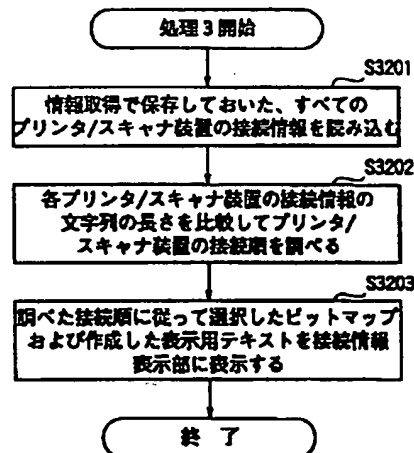 処理3開始
S3201
情報取得で保存しておいた、すべての
プリンタ/スキャナ装置の接続情報を読み込む
S3202
各プリンタ/スキャナ装置の接続情報の
文字列の長さを比較してプリンタ/
スキャナ装置の接続順を調べる
S3203
調べた接続順に従って選択したビットマップ
および作成した表示用テキストを接続情報
表示部に表示する
終 了